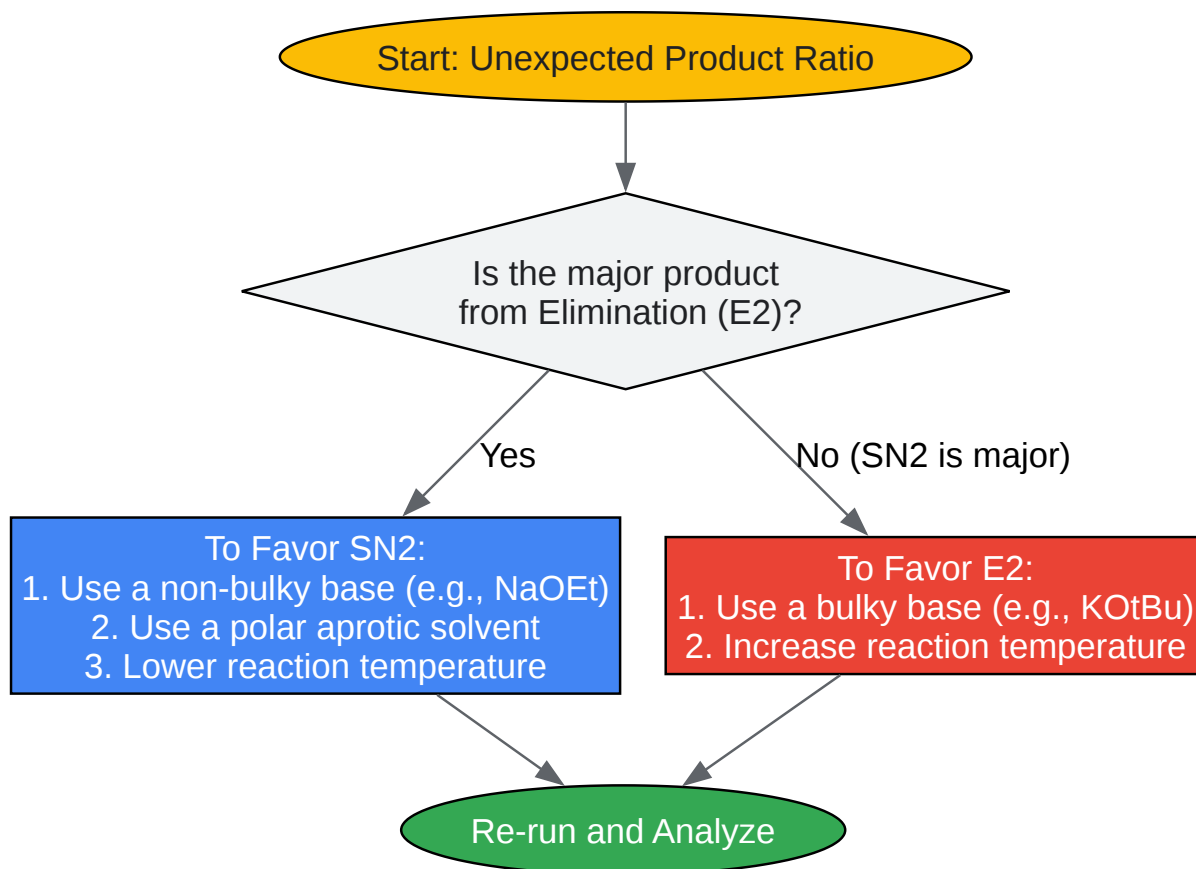 Start: Unexpected Product Ratio
Is the major product
from Elimination (E2)?
Yes
No (SN2 is major)
To Favor SN2:
1. Use a non-bulky base (e.g., NaOEt)
2. Use a polar aprotic solvent
3. Lower reaction temperature
To Favor E2:
1. Use a bulky base (e.g., KOtBu)
2. Increase reaction temperature
Re-run and Analyze